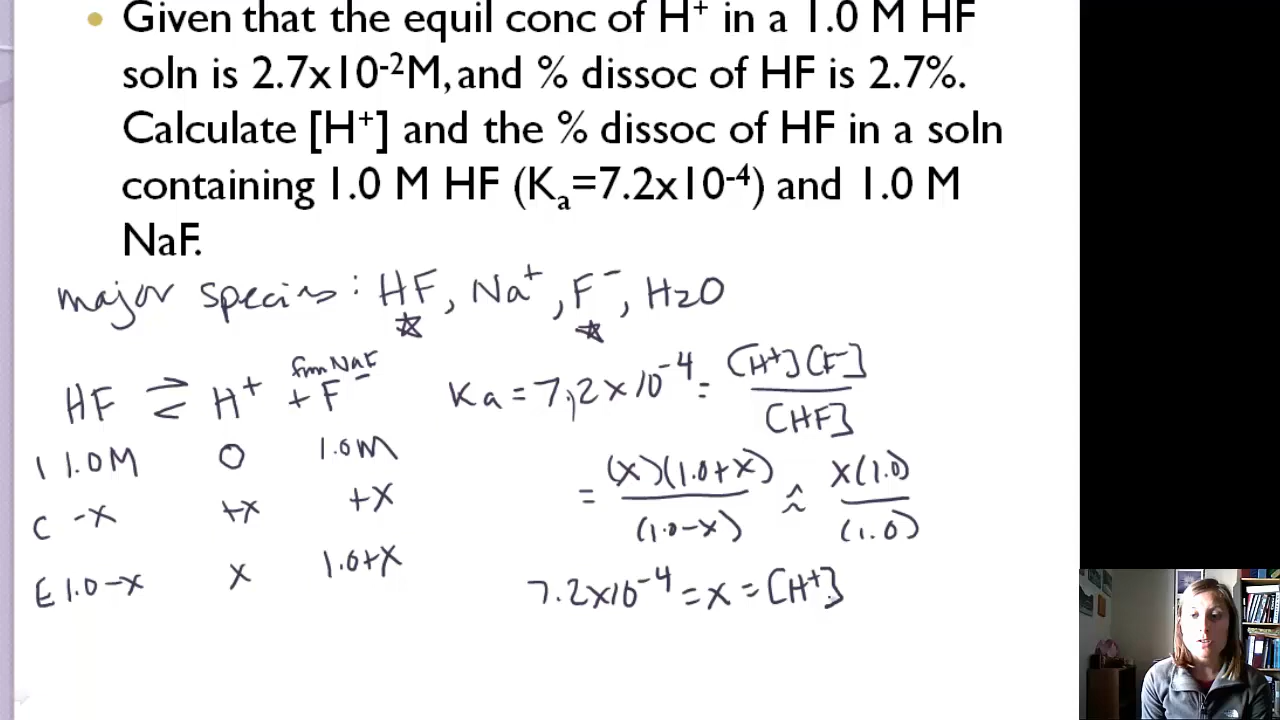 Given that the equil conc of H⁺ in a 1.0 M HF
soln is 2.7x10⁻²M, and % dissoc of HF is 2.7%.
Calculate [H⁺] and the % dissoc of HF in a soln
containing 1.0 M HF (Kₐ=7.2x10⁻⁴) and 1.0 M
NaF.
major species: HF, Na⁺, F⁻, H2O
from NaF
HF ⇌ H⁺ + F⁻
I 1.0M 0 1.0M
C -x +x +x
E 1.0-x x 1.0+x
Ka = 7.2 x 10⁻⁴ = [H⁺][F⁻] / [HF]
= (x)(1.0+x) / (1.0-x) ≈ x(1.0) / (1.0)
7.2x10⁻⁴ = x = [H⁺]